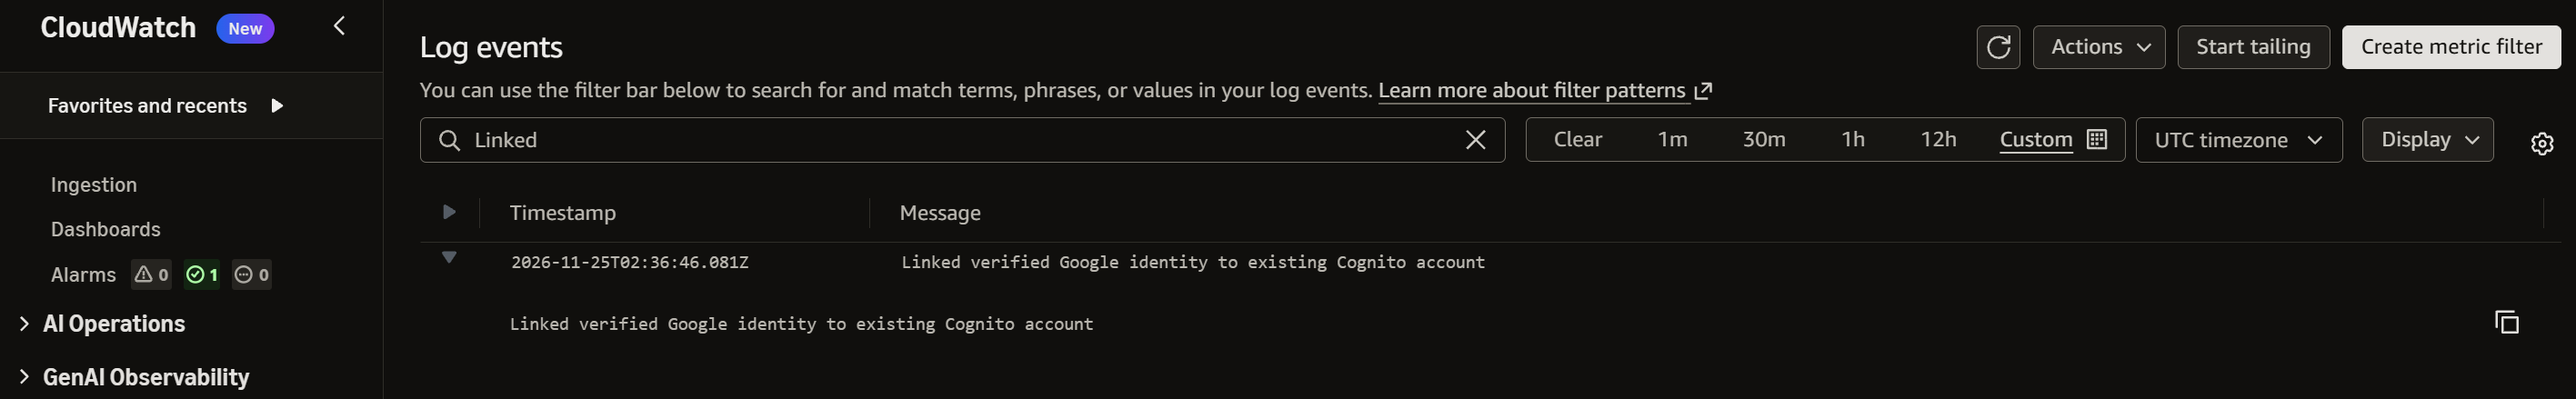 CloudWatch New
Favorites and recents
Ingestion
Dashboards
Alarms 0 1 0
AI Operations
GenAI Observability
Log events
Actions Start tailing Create metric filter
You can use the filter bar below to search for and match terms, phrases, or values in your log events. Learn more about filter patterns
Linked
Clear 1m 30m 1h 12h Custom UTC timezone Display
Timestamp Message
2026-11-25T02:36:46.081Z Linked verified Google identity to existing Cognito account
Linked verified Google identity to existing Cognito account